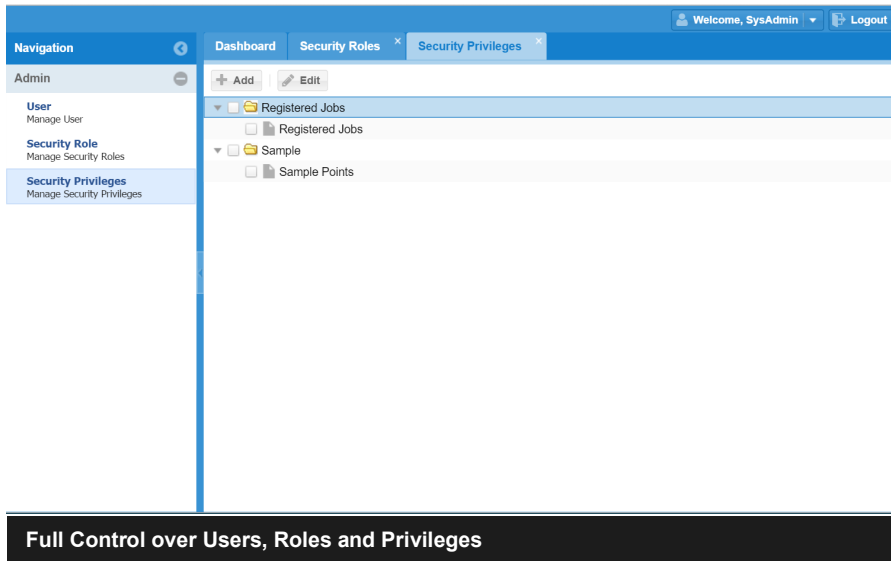 Welcome, SysAdmin
Logout
Navigation
Dashboard
Security Roles
Security Privileges
Admin
Add
Edit
User
Manage User
Security Role
Manage Security Roles
Security Privileges
Manage Security Privileges
Registered Jobs
Registered Jobs
Sample
Sample Points
Full Control over Users, Roles and Privileges